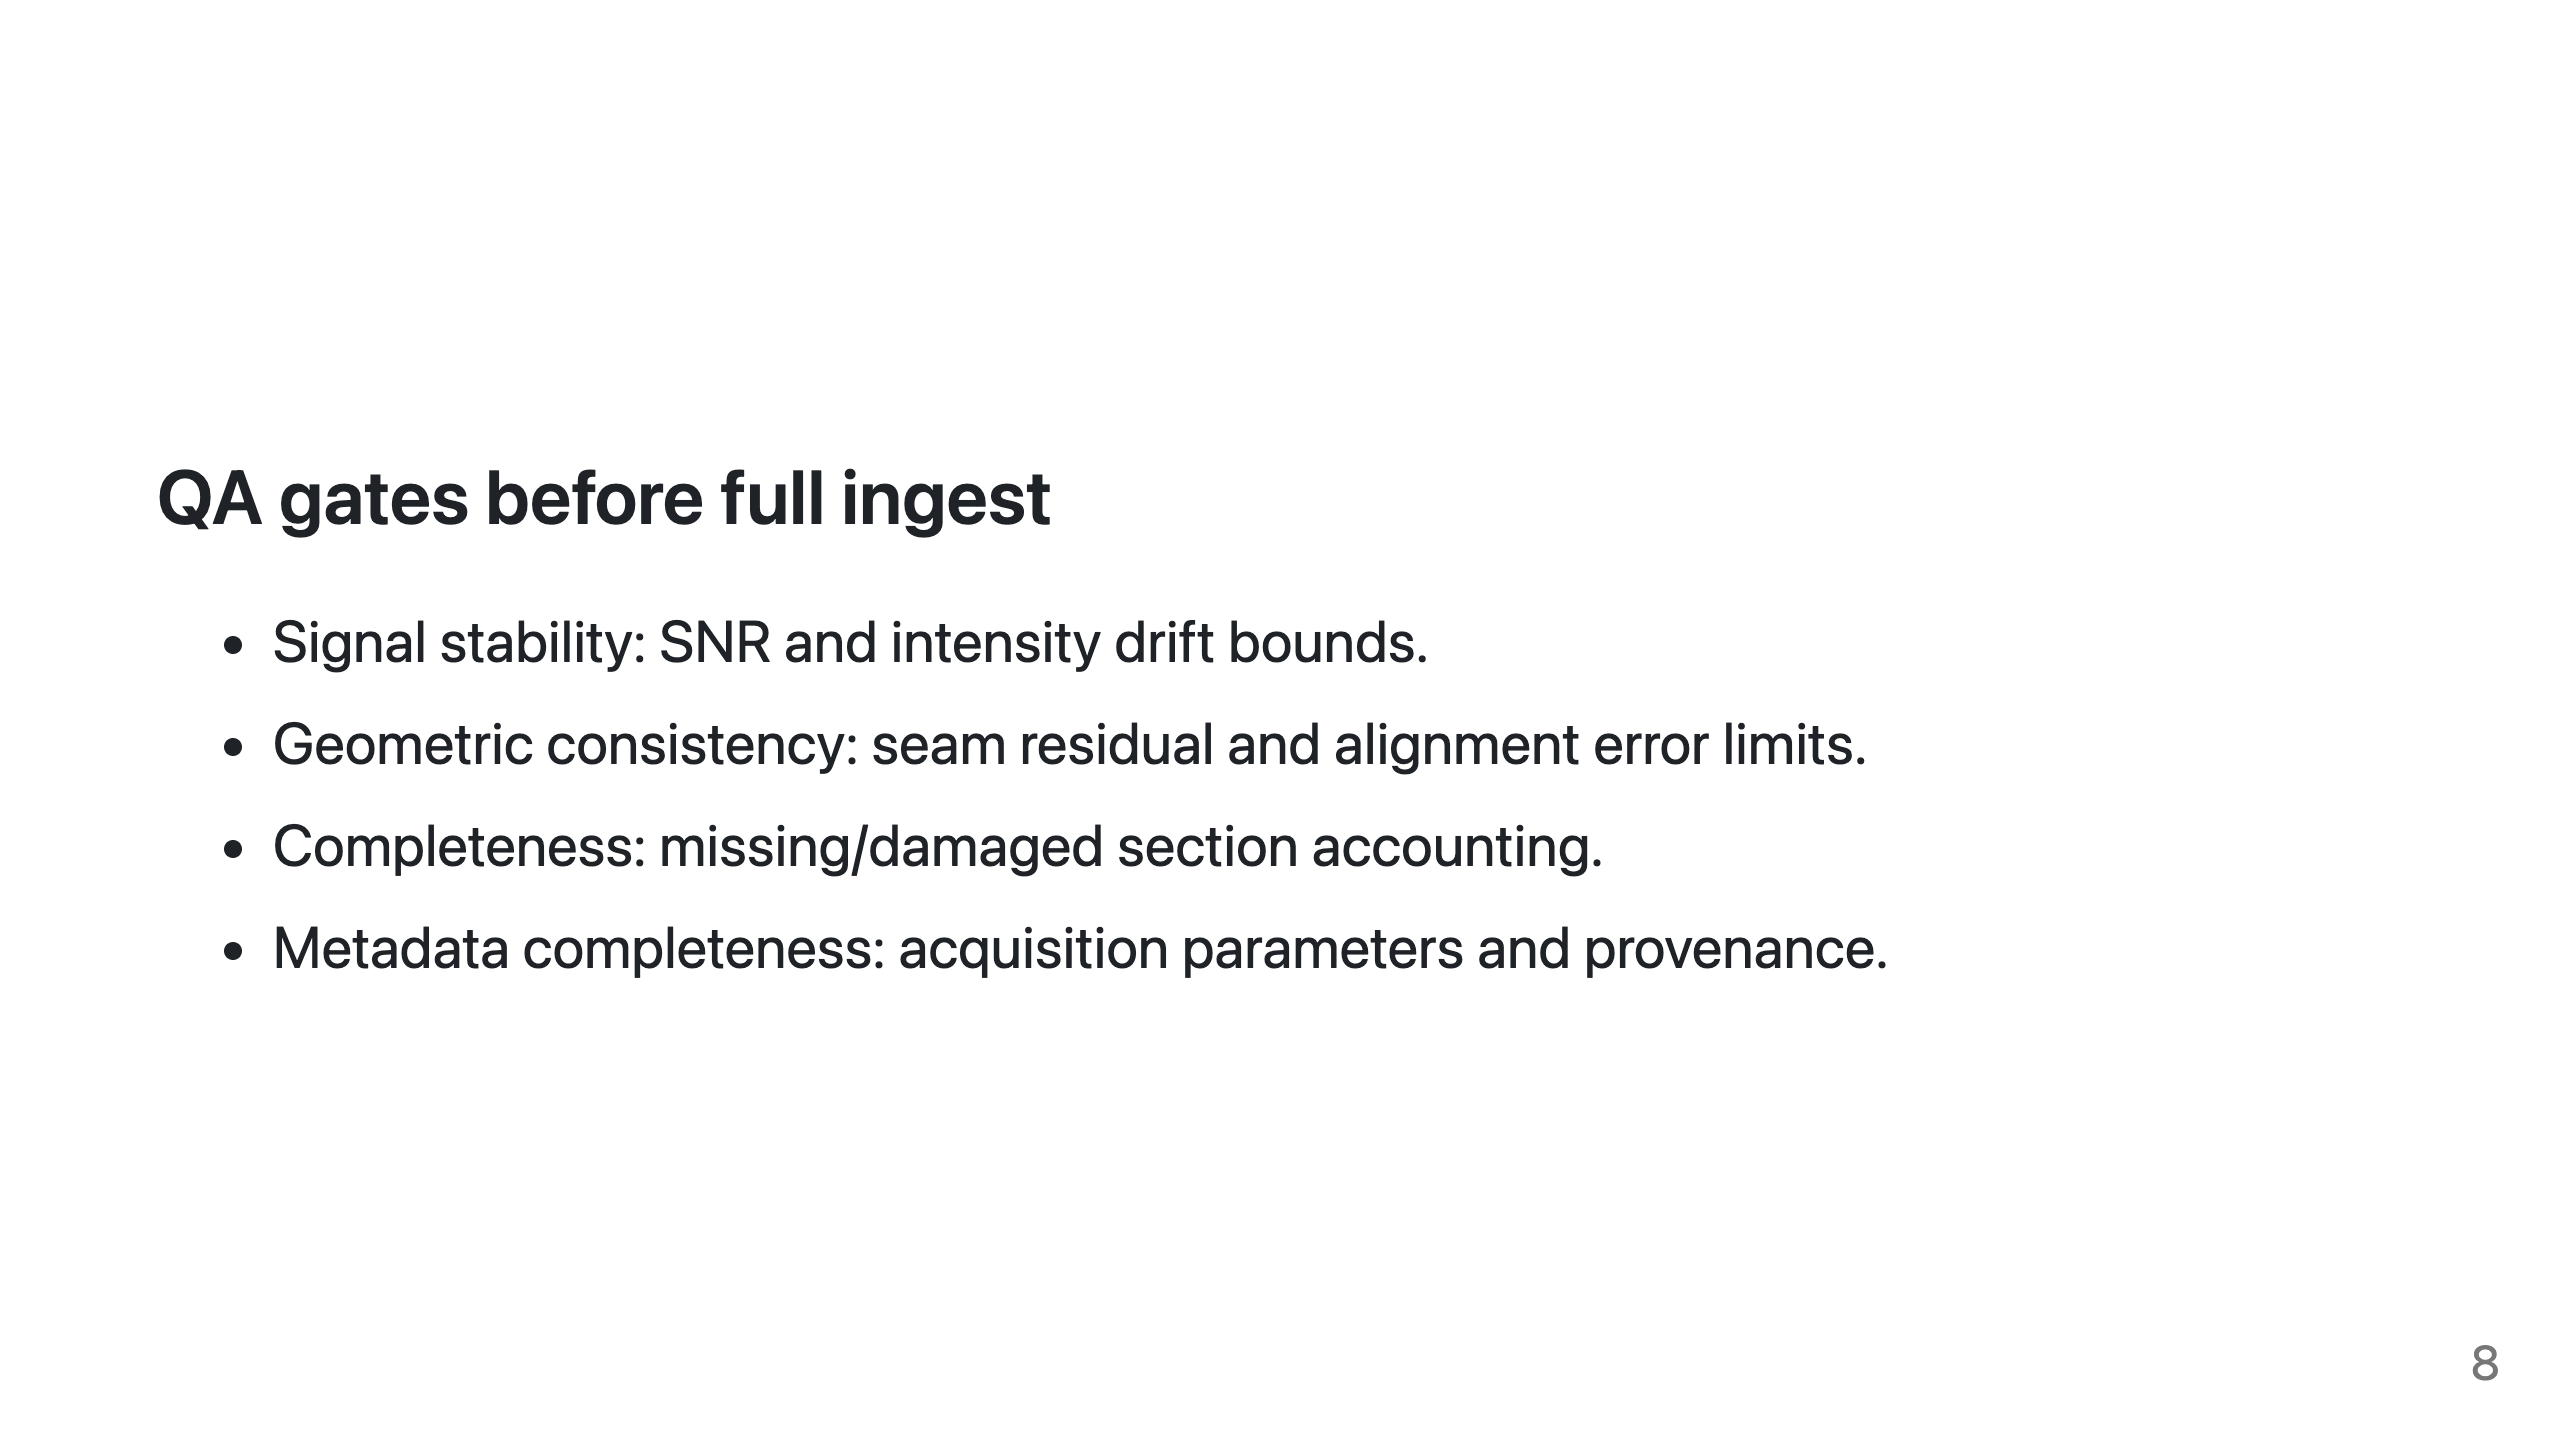 QA gates before full ingest
• Signal stability: SNR and intensity drift bounds.
• Geometric consistency: seam residual and alignment error limits.
• Completeness: missing/damaged section accounting.
• Metadata completeness: acquisition parameters and provenance.
8